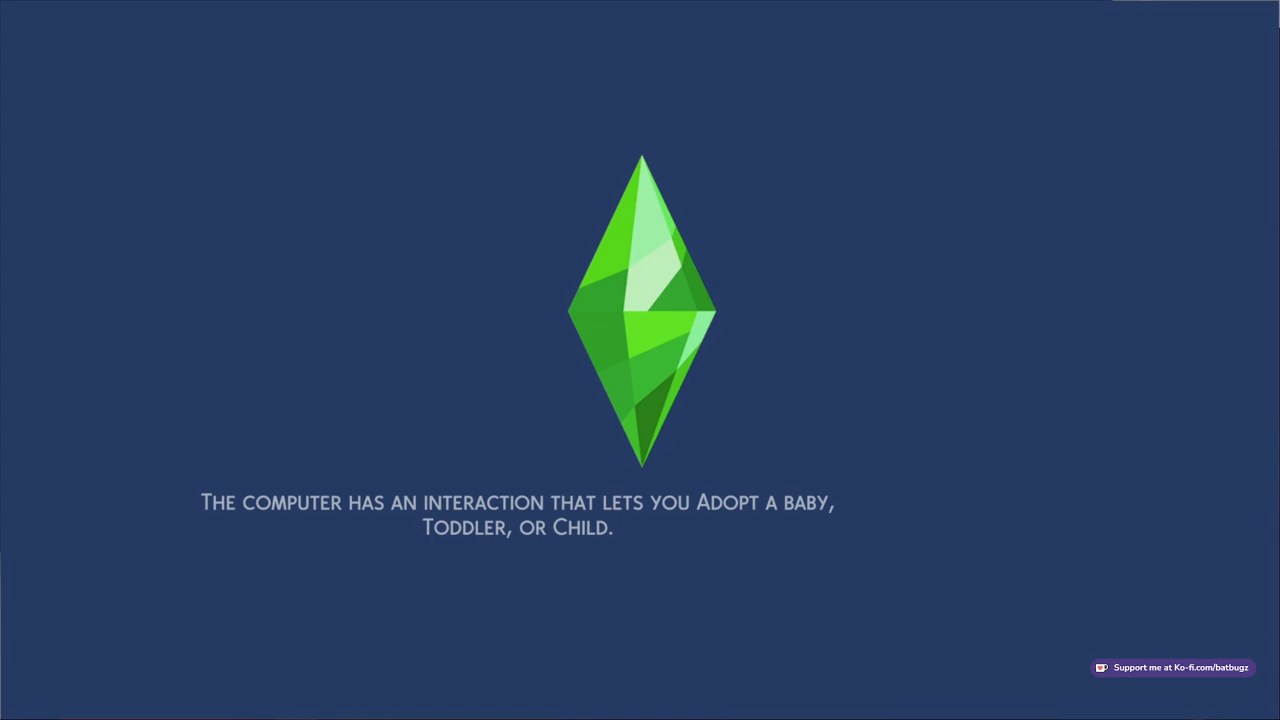 The computer has an interaction that lets you Adopt a baby,
Toddler, or Child.
Support me at Ko-fi.com/batbugz